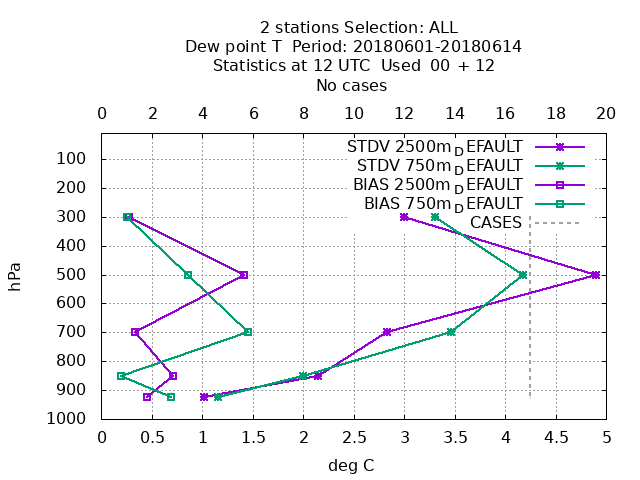 2 stations Selection: ALL
Dew point T  Period: 20180601-20180614
Statistics at 12 UTC  Used  00 + 12
No cases
0 2 4 6 8 10 12 14 16 18 20
STDV 2500m_DEFAULT
STDV 750m_DEFAULT
BIAS 2500m_DEFAULT
BIAS 750m_DEFAULT
CASES
100
200
300
400
500
600
700
800
900
1000
hPa
0 0.5 1 1.5 2 2.5 3 3.5 4 4.5 5
deg C